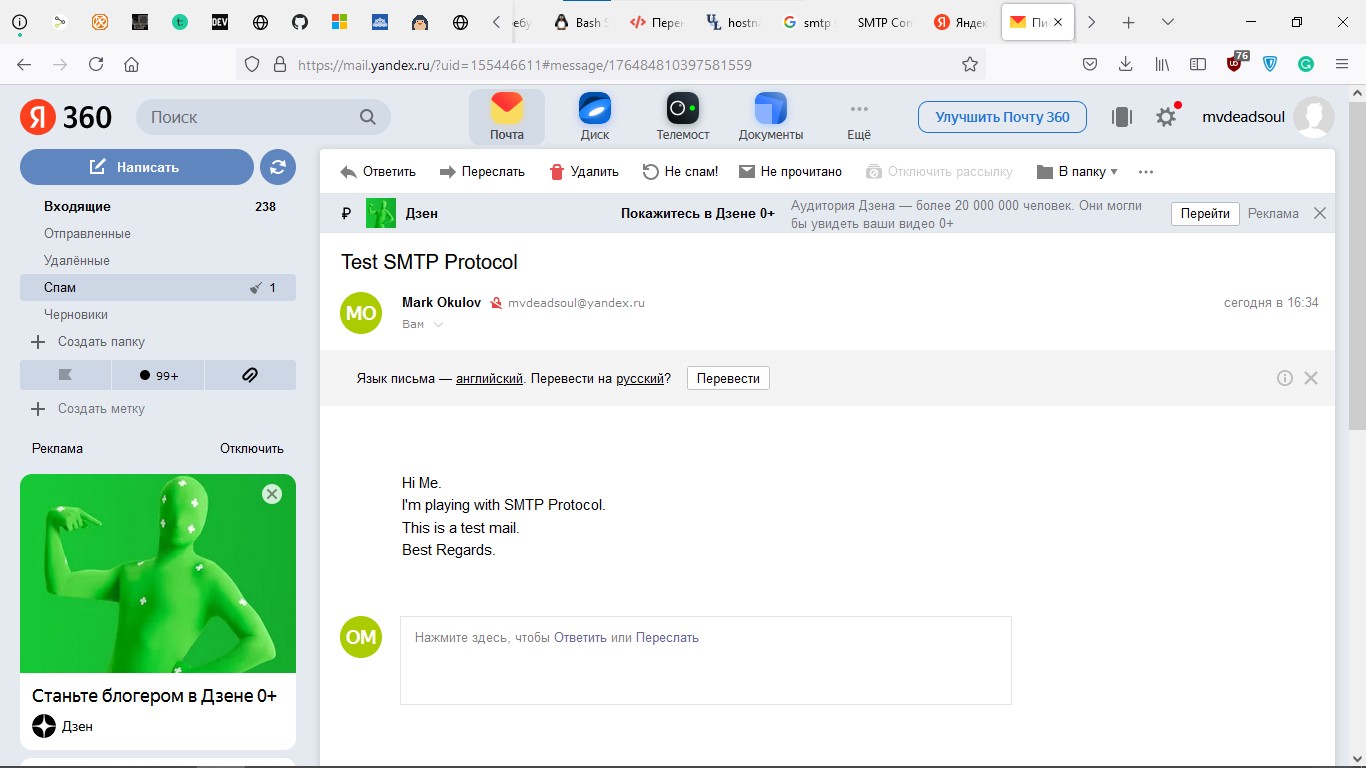 DEV
ебу
Bash S
Перен
hostn
smtp s
SMTP Con
Яндек
Пи
https://mail.yandex.ru/?uid=155446611#message/176484810397581559
76
Я 360
Поиск
Почта
Диск
Телемост
Документы
Ещё
Улучшить Почту 360
mvdeadsoul
Написать
Ответить
Переслать
Удалить
Не спам!
Не прочитано
Отключить рассылку
В папку
Входящие 238
Отправленные
Удалённые
Спам 1
Черновики
Создать папку
99+
Создать метку
Реклама Отключить
Станьте блогером в Дзене 0+
Дзен
₽ Дзен
Покажитесь в Дзене 0+
Аудитория Дзена — более 20 000 000 человек. Они могли
бы увидеть ваши видео 0+
Перейти
Реклама
Test SMTP Protocol
MO
Mark Okulov mvdeadsoul@yandex.ru
сегодня в 16:34
Вам
Язык письма — английский. Перевести на русский? Перевести
Hi Me.
I'm playing with SMTP Protocol.
This is a test mail.
Best Regards.
OM
Нажмите здесь, чтобы Ответить или Переслать